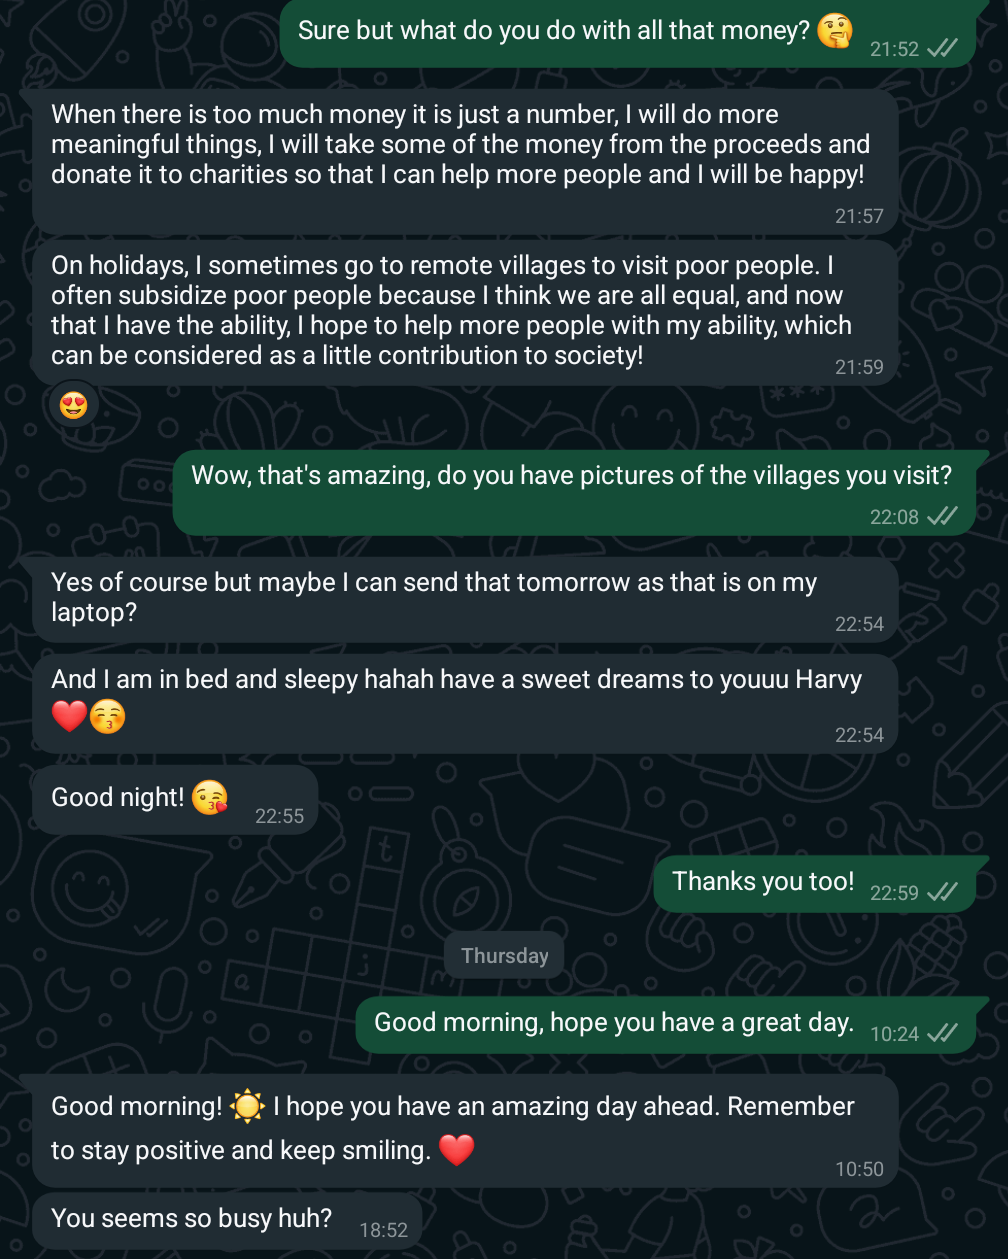 Sure but what do you do with all that money? 🤔
21:52
When there is too much money it is just a number, I will do more
meaningful things, I will take some of the money from the proceeds and
donate it to charities so that I can help more people and I will be happy!
21:57
On holidays, I sometimes go to remote villages to visit poor people. I
often subsidize poor people because I think we are all equal, and now
that I have the ability, I hope to help more people with my ability, which
can be considered as a little contribution to society!
21:59
😍
Wow, that's amazing, do you have pictures of the villages you visit?
22:08
Yes of course but maybe I can send that tomorrow as that is on my
laptop?
22:54
And I am in bed and sleepy hahah have a sweet dreams to youuu Harvy
❤️😚
22:54
Good night! 😘
22:55
Thanks you too!
22:59
Thursday
Good morning, hope you have a great day.
10:24
Good morning! ☀️ I hope you have an amazing day ahead. Remember
to stay positive and keep smiling. ❤️
10:50
You seems so busy huh?
18:52